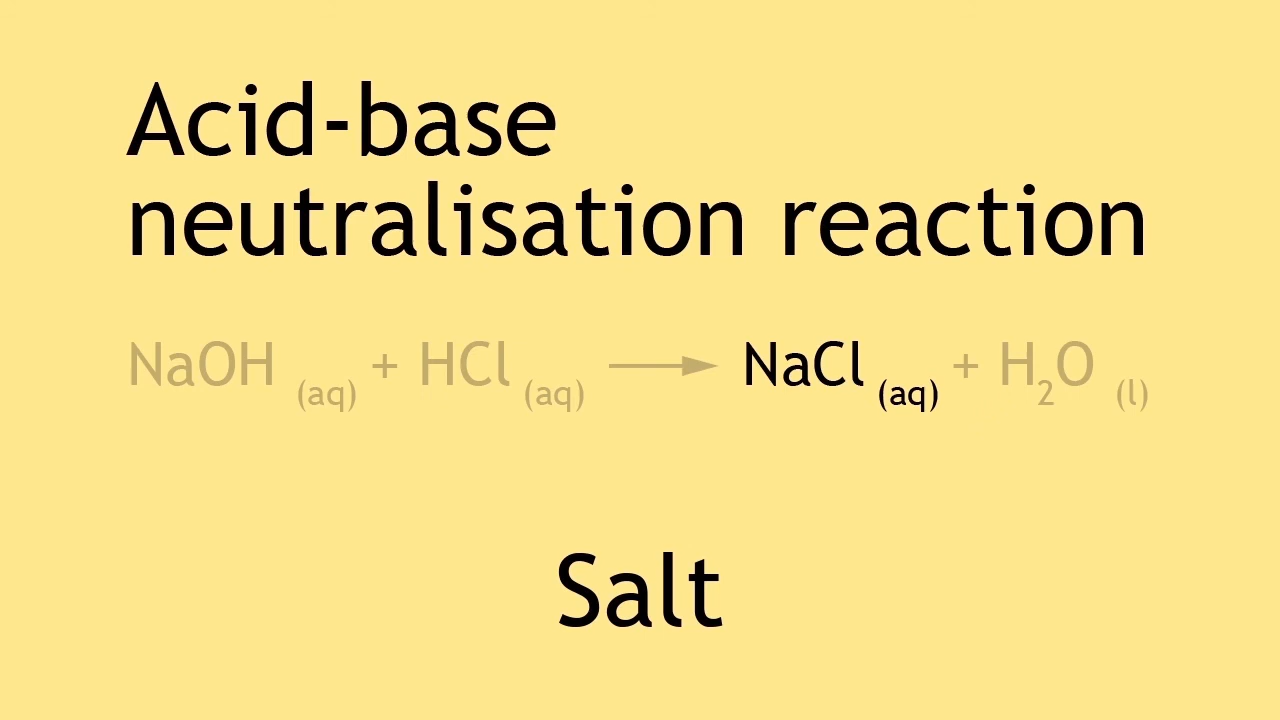 Acid-base
neutralisation reaction
NaOH (aq) + HCl (aq) ⟶ NaCl (aq) + H₂O (l)
Salt